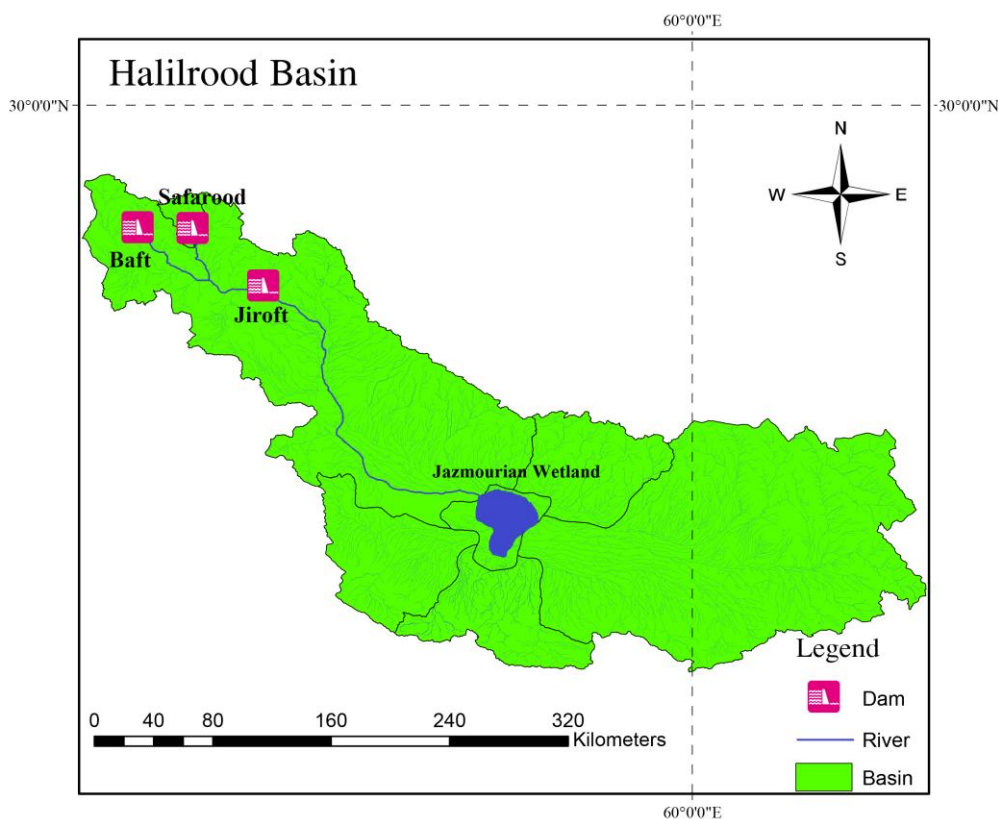 60°0'0"E
Halilrood Basin
30°0'0"N
30°0'0"N
N
W
E
S
Safarood
Baft
Jiroft
Jazmourian Wetland
Legend
Dam
River
Basin
0 40 80 160 240 320
Kilometers
60°0'0"E